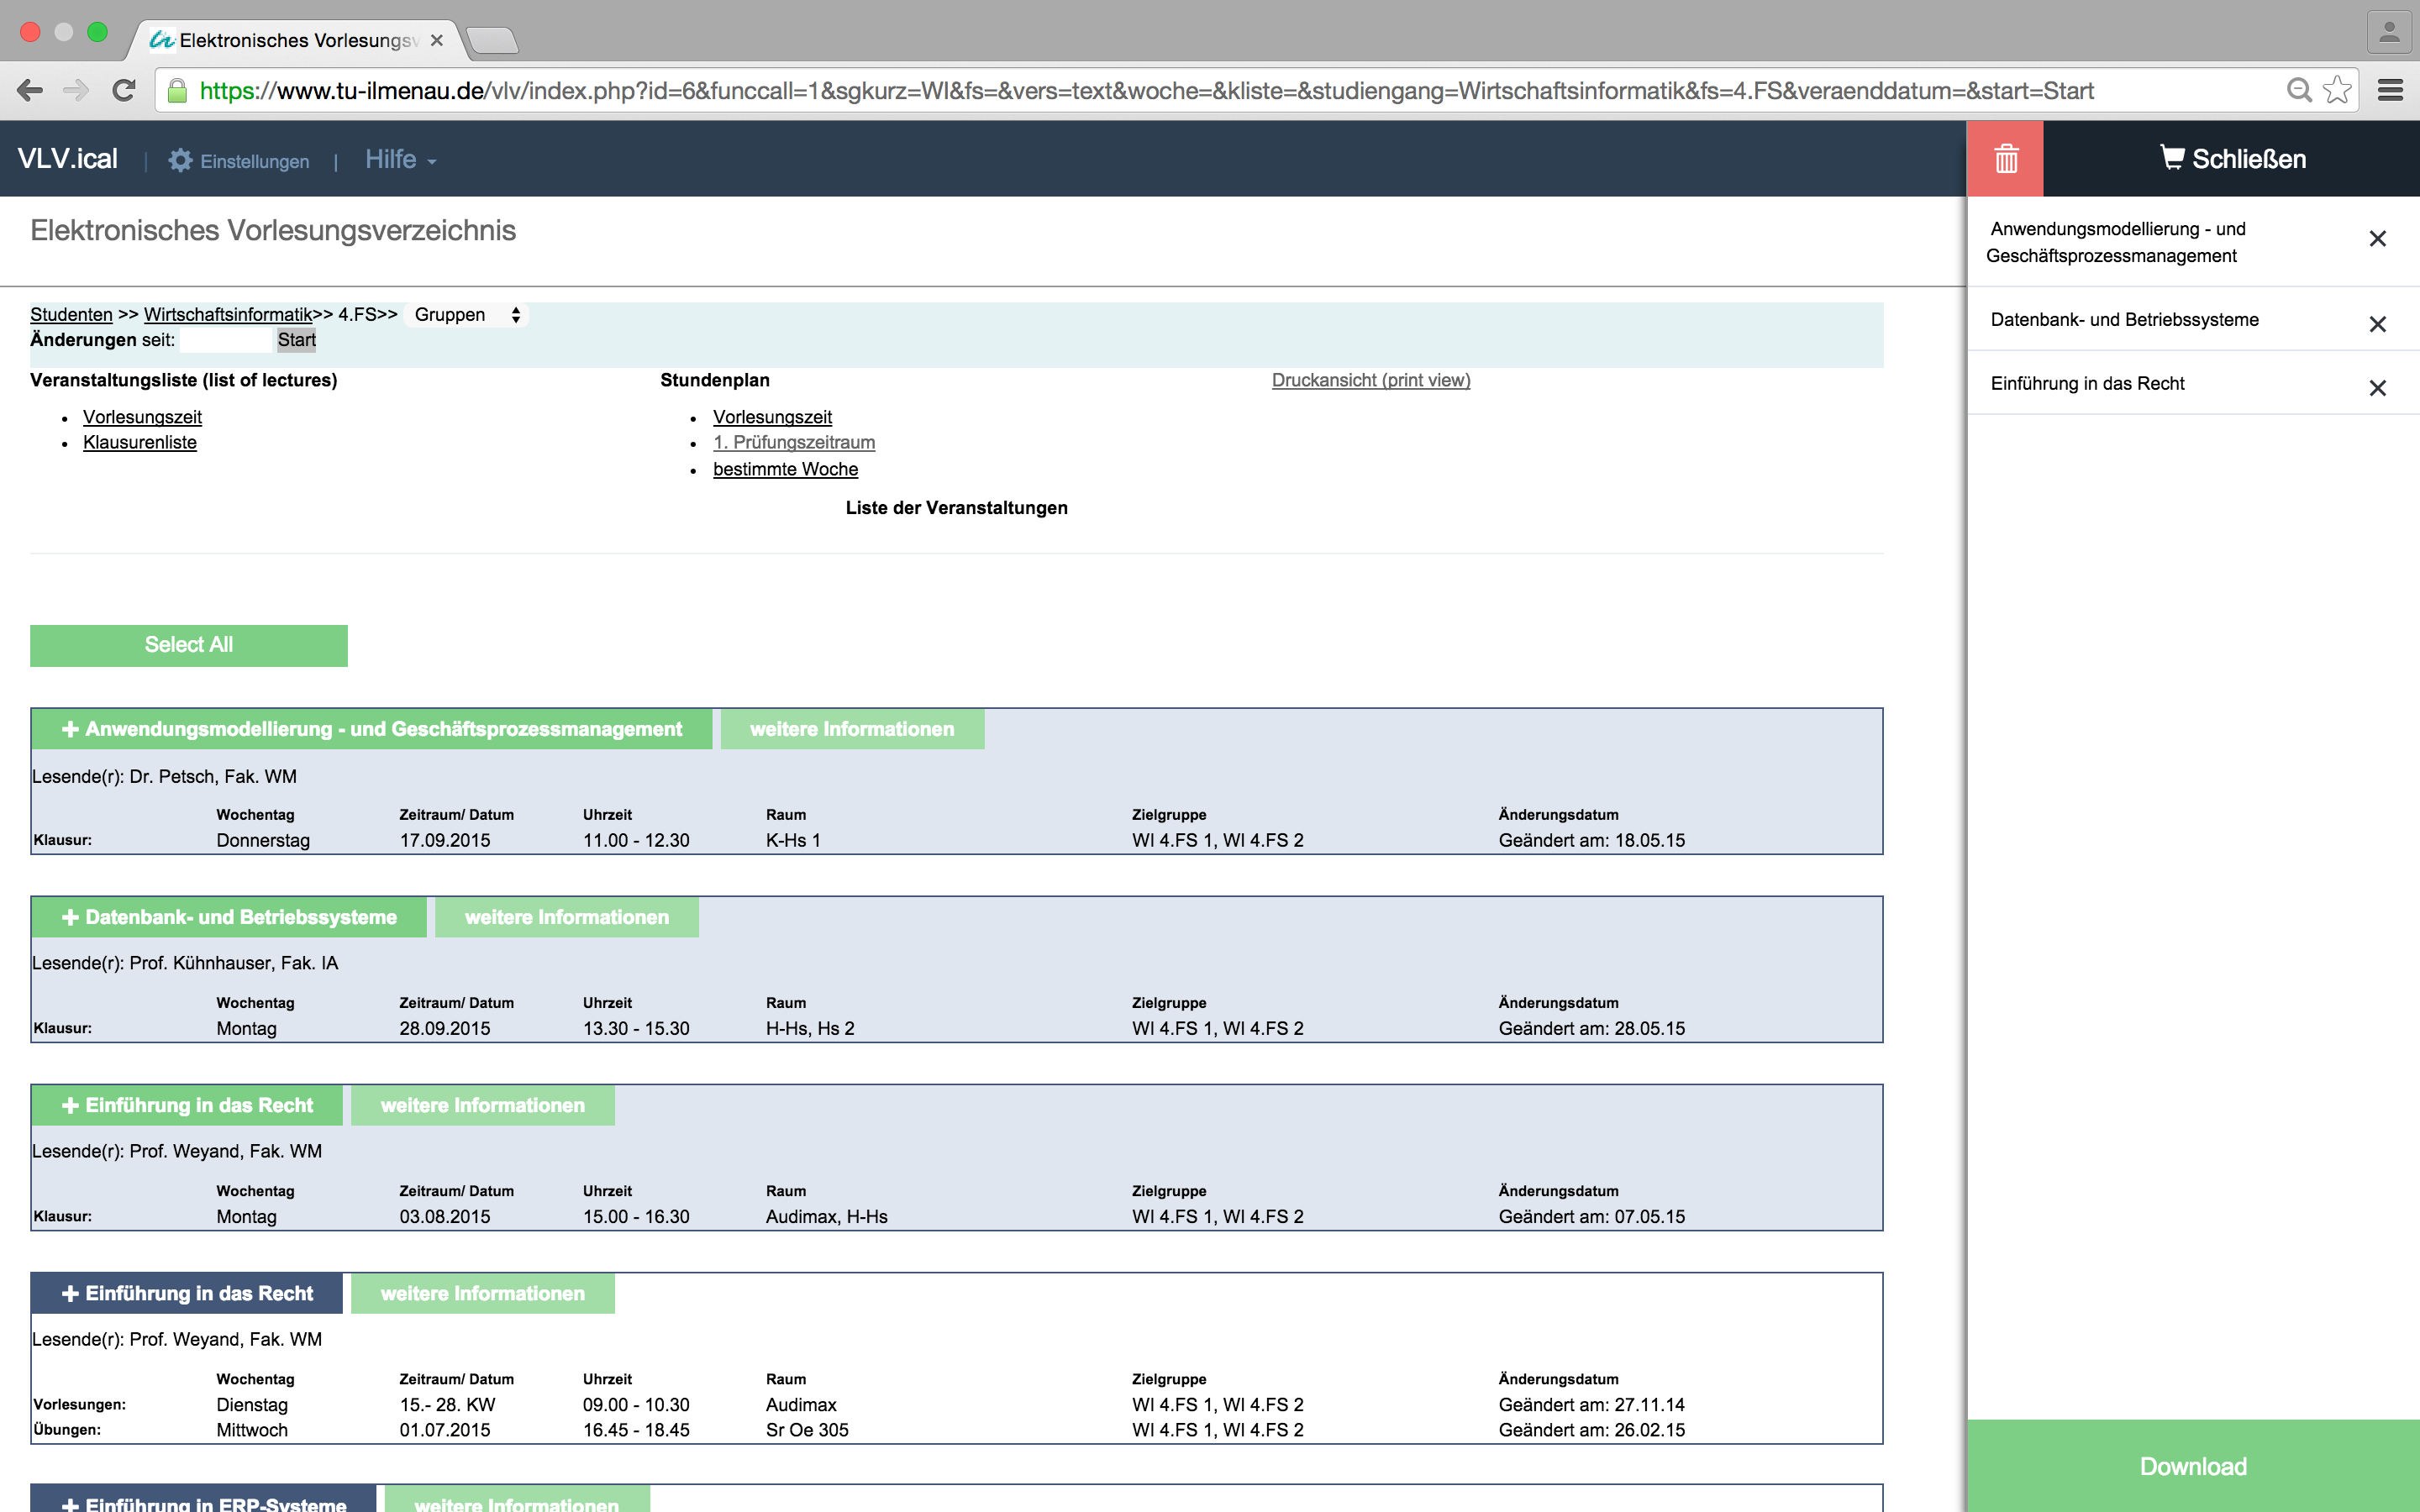 Elektronisches Vorlesungsv
https://www.tu-ilmenau.de/vlv/index.php?id=6&funccall=1&sgkurz=WI&fs=&vers=text&woche=&kliste=&studiengang=Wirtschaftsinformatik&fs=4.FS&veraenddatum=&start=Start
VLV.ical | Einstellungen | Hilfe
Schließen
Elektronisches Vorlesungsverzeichnis
Anwendungsmodellierung - und
Geschäftsprozessmanagement
Datenbank- und Betriebssysteme
Einführung in das Recht
Studenten >> Wirtschaftsinformatik>> 4.FS>> Gruppen
Änderungen seit: Start
Veranstaltungsliste (list of lectures)
Vorlesungszeit
Klausurenliste
Stundenplan
Vorlesungszeit
1. Prüfungszeitraum
bestimmte Woche
Druckansicht (print view)
Liste der Veranstaltungen
Select All
Anwendungsmodellierung - und Geschäftsprozessmanagement weitere Informationen
Lesende(r): Dr. Petsch, Fak. WM
Wochentag Zeitraum/ Datum Uhrzeit Raum Zielgruppe Änderungsdatum
Klausur: Donnerstag 17.09.2015 11.00 - 12.30 K-Hs 1 WI 4.FS 1, WI 4.FS 2 Geändert am: 18.05.15
Datenbank- und Betriebssysteme weitere Informationen
Lesende(r): Prof. Kühnhauser, Fak. IA
Wochentag Zeitraum/ Datum Uhrzeit Raum Zielgruppe Änderungsdatum
Klausur: Montag 28.09.2015 13.30 - 15.30 H-Hs, Hs 2 WI 4.FS 1, WI 4.FS 2 Geändert am: 28.05.15
Einführung in das Recht weitere Informationen
Lesende(r): Prof. Weyand, Fak. WM
Wochentag Zeitraum/ Datum Uhrzeit Raum Zielgruppe Änderungsdatum
Klausur: Montag 03.08.2015 15.00 - 16.30 Audimax, H-Hs WI 4.FS 1, WI 4.FS 2 Geändert am: 07.05.15
Einführung in das Recht weitere Informationen
Lesende(r): Prof. Weyand, Fak. WM
Wochentag Zeitraum/ Datum Uhrzeit Raum Zielgruppe Änderungsdatum
Vorlesungen: Dienstag 15.- 28. KW 09.00 - 10.30 Audimax WI 4.FS 1, WI 4.FS 2 Geändert am: 27.11.14
Übungen: Mittwoch 01.07.2015 16.45 - 18.45 Sr Oe 305 WI 4.FS 1, WI 4.FS 2 Geändert am: 26.02.15
Einführung in ERP-Systeme weitere Informationen
Download